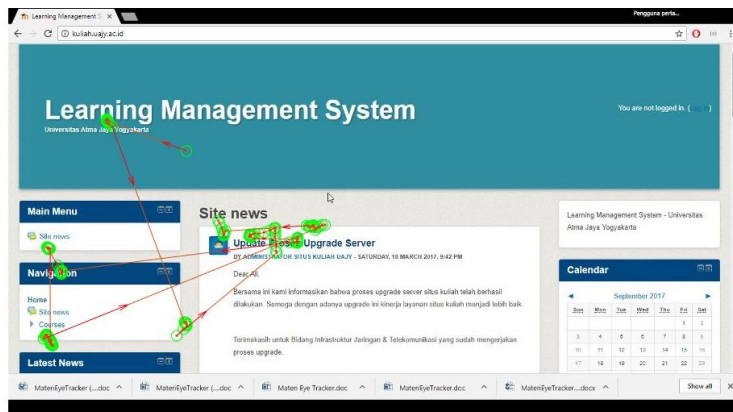 Pengguna perta...
Learning Management S
kuliah.uajy.ac.id
Learning Management System
Universitas Atma Jaya Yogyakarta
You are not logged in. (Log in)
Main Menu
Site news
Navigation
Home
Site news
Courses
Latest News
Site news
Update Proses Upgrade Server
BY ADMINISTRATOR SITUS KULIAH UAJY - SATURDAY, 18 MARCH 2017, 9:42 PM
Dear All,
Bersama ini kami informasikan bahwa proses upgrade server situs kuliah telah berhasil
dilakukan. Semoga dengan adanya upgrade ini kinerja layanan situs kuliah menjadi lebih baik.
Terimakasih untuk Bidang Infrastruktur Jaringan & Telekomunikasi yang sudah mengerjakan
proses upgrade.
Learning Management System - Universitas
Atma Jaya Yogyakarta
Calendar
September 2017
Sun Mon Tue Wed Thu Fri Sat
1 2
3 4 5 6 7 8 9
10 11 12 13 14 15 16
17 18 19 20 21 22 23
MateriEyeTracker (....doc
MateriEyeTracker (....doc
Materi Eye Tracker.doc
MateriEyeTracker.doc
MateriEyeTracker....docx
Show all